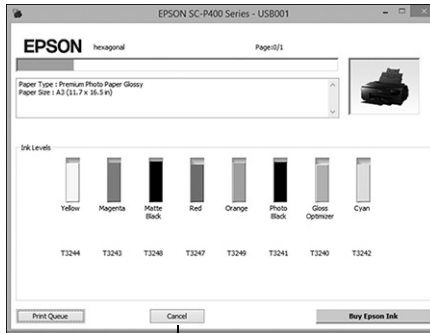 EPSON SC-P400 Series - USB001
EPSON hexagonal Page:0/1
Paper Type : Premium Photo Paper Glossy
Paper Size : A3 (11.7 x 16.5 in)
Ink Levels
Yellow Magenta Matte Black Red Orange Photo Black Gloss Optimizer Cyan
T3244 T3243 T3248 T3247 T3249 T3241 T3240 T3242
Print Queue Cancel Buy Epson Ink